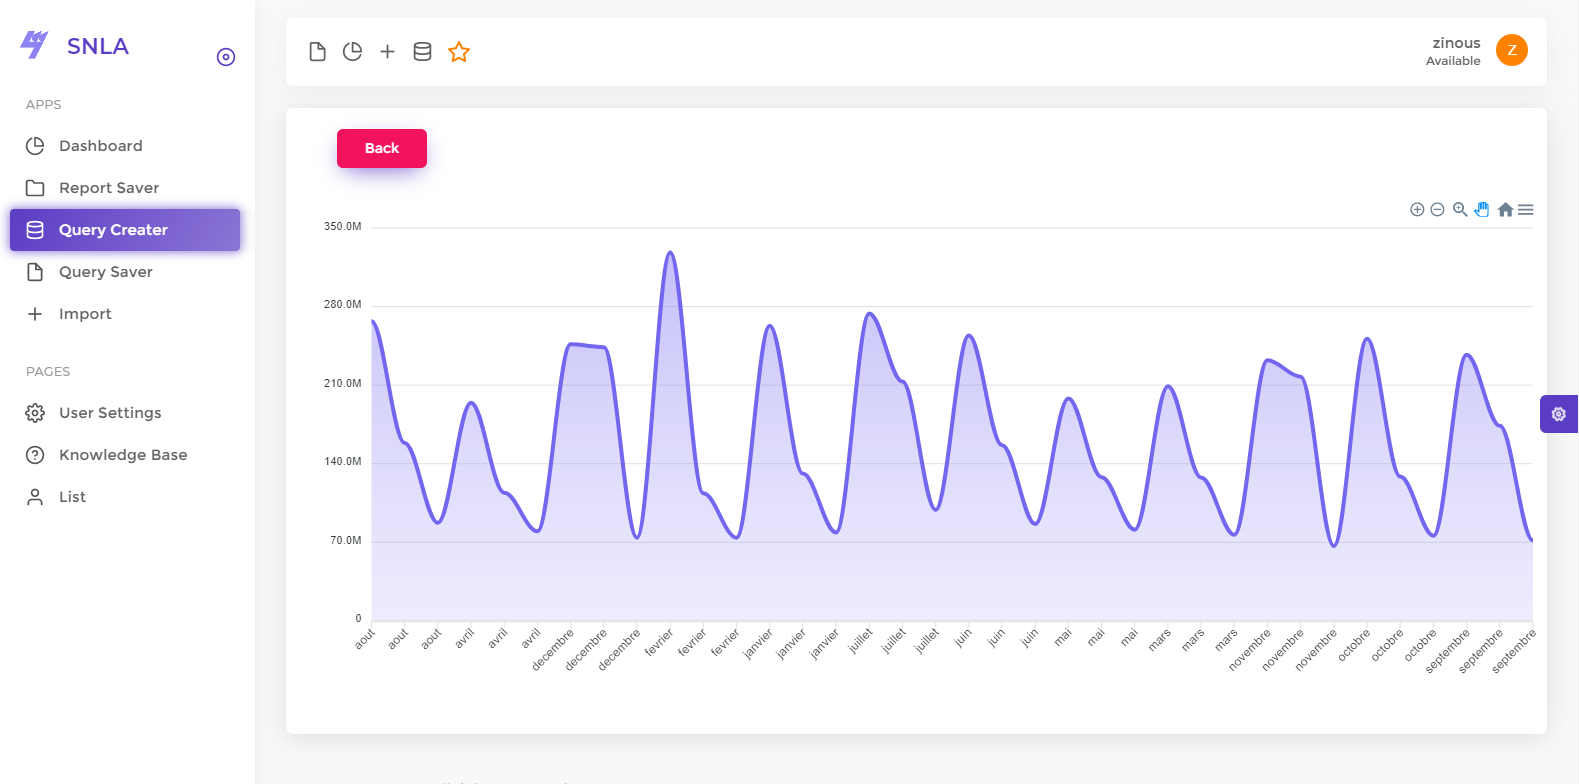 SNLA
APPS
Dashboard
Report Saver
Query Creater
Query Saver
Import
PAGES
User Settings
Knowledge Base
List
zinous
Available
Z
Back
350.0M
280.0M
210.0M
140.0M
70.0M
0
aout
aout
aout
avril
avril
avril
decembre
decembre
decembre
fevrier
fevrier
fevrier
janvier
janvier
janvier
juillet
juillet
juillet
juin
juin
juin
mai
mai
mai
mars
mars
mars
novembre
novembre
novembre
octobre
octobre
octobre
septembre
septembre
septembre